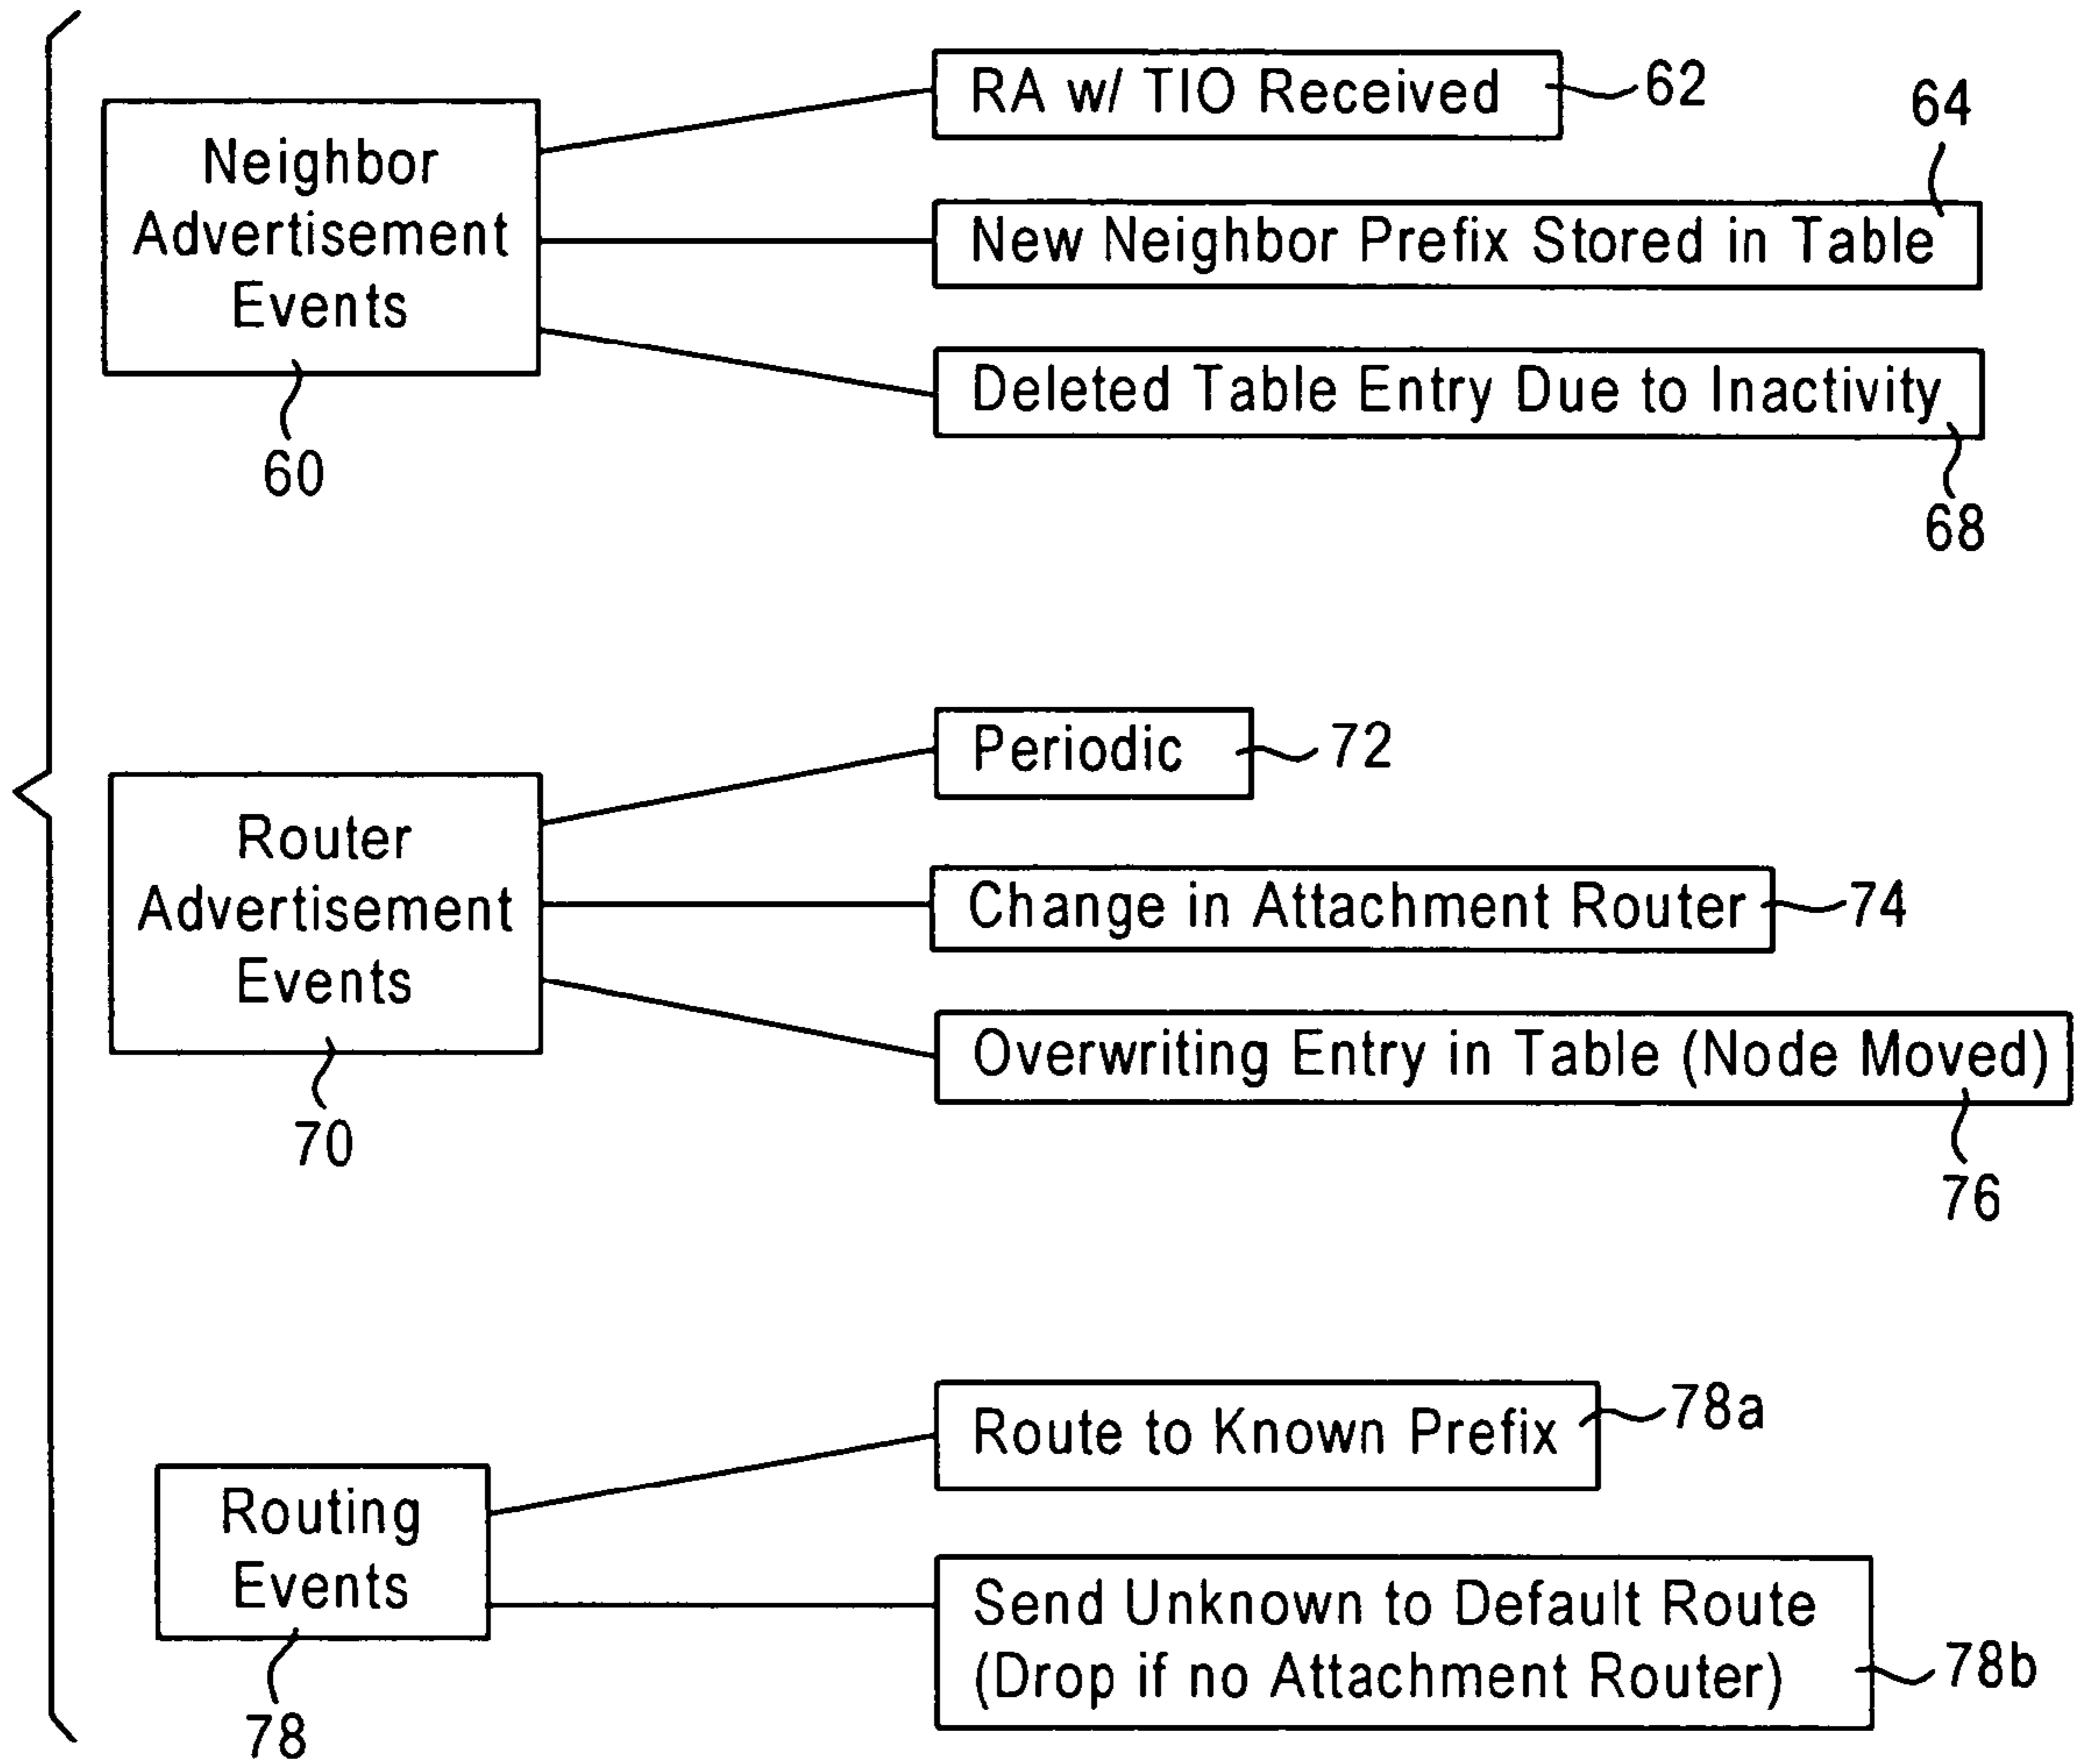 Neighbor
Advertisement
Events
60
RA w/ TIO Received
62
New Neighbor Prefix Stored in Table
64
Deleted Table Entry Due to Inactivity
68
Router
Advertisement
Events
70
Periodic
72
Change in Attachment Router
74
Overwriting Entry in Table (Node Moved)
76
Routing
Events
78
Route to Known Prefix
78a
Send Unknown to Default Route
(Drop if no Attachment Router)
78b